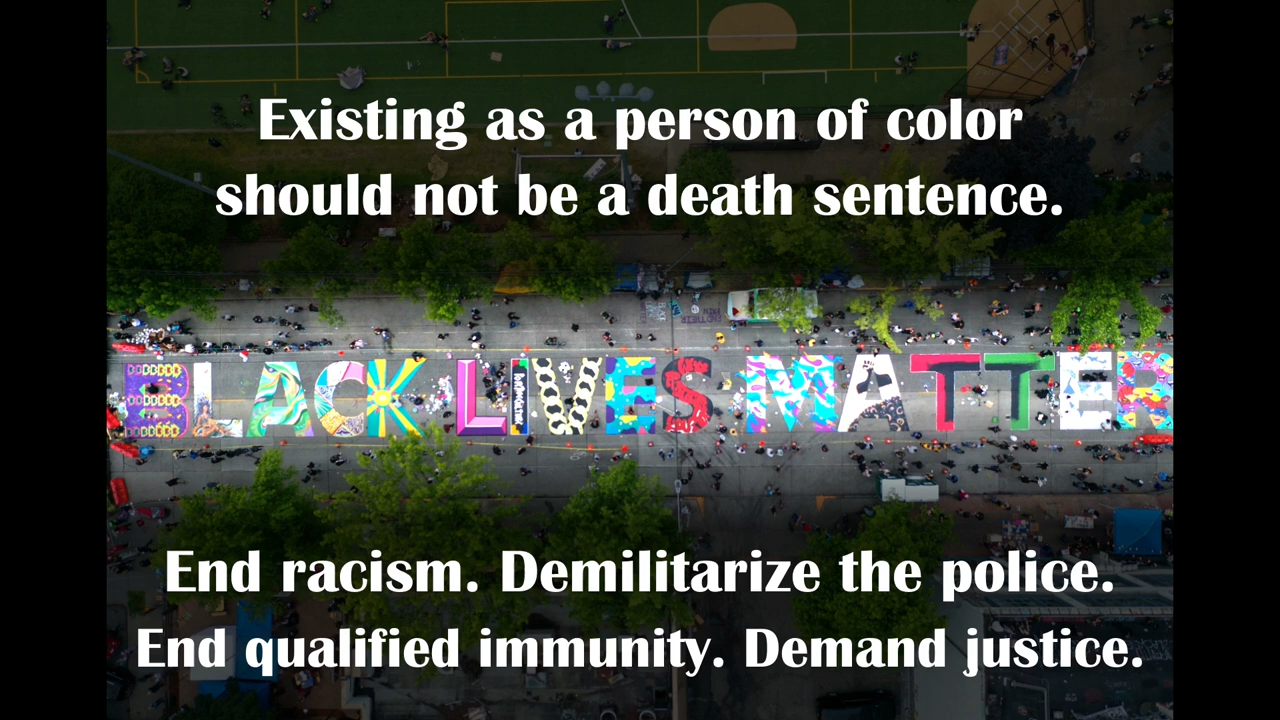 Existing as a person of color
should not be a death sentence.
BLACK LIVES MATTER
End racism. Demilitarize the police.
End qualified immunity. Demand justice.